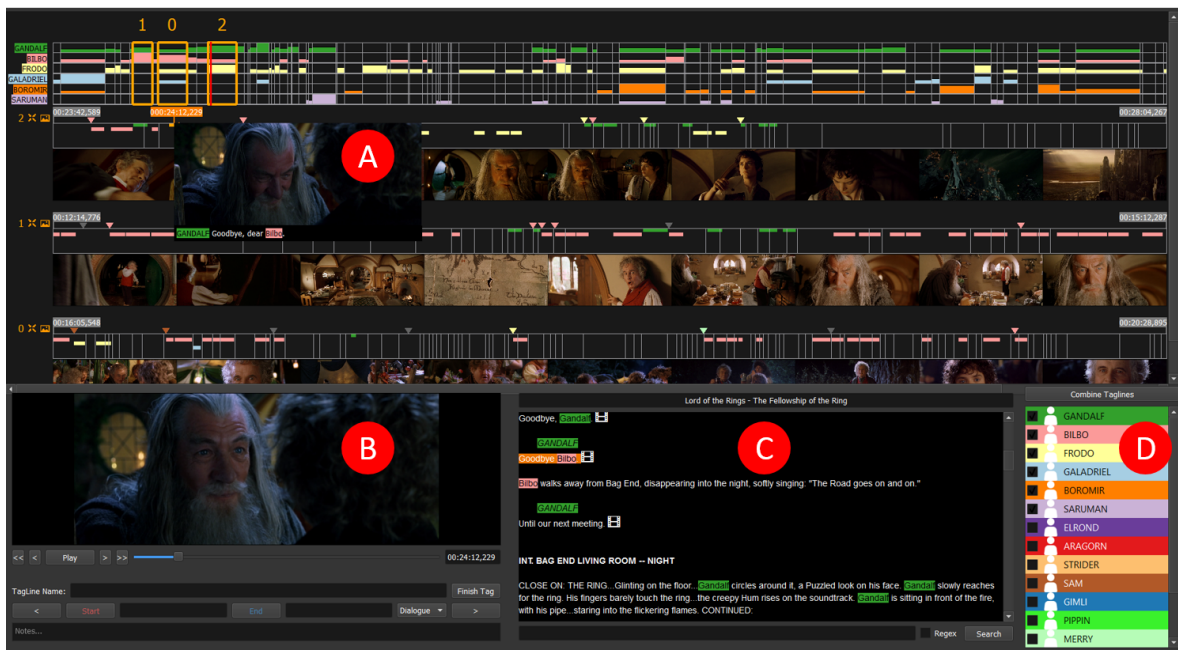 1 0 2
GANDALF
BILBO
FRODO
GALADRIEL
BOROMIR
SARUMAN
00:23:42,589 00:24:12,229 00:28:04,267
2
A
GANDALF Goodbye, dear Bilbo.
00:12:14,776 00:15:12,287
1
00:16:05,548 00:20:28,895
0
B
<< < Play > >> 00:24:12,229
TagLine Name: Finish Tag
< Start End Dialogue >
Notes...
Lord of the Rings - The Fellowship of the Ring
Goodbye, Gandalf.
GANDALF
Goodbye Bilbo.
C
Bilbo walks away from Bag End, disappearing into the night, softly singing: "The Road goes on and on."
GANDALF
Until our next meeting.
INT. BAG END LIVING ROOM -- NIGHT
CLOSE ON: THE RING...Glinting on the floor...Gandalf circles around it, a Puzzled look on his face. Gandalf slowly reaches
for the ring. His fingers barely touch the ring...the creepy Hum rises on the soundtrack. Gandalf is sitting in front of the fire,
with his pipe...staring into the flickering flames. CONTINUED:
Regex Search
Combine Taglines
GANDALF
BILBO
D
FRODO
GALADRIEL
BOROMIR
SARUMAN
ELROND
ARAGORN
STRIDER
SAM
GIMLI
PIPPIN
MERRY